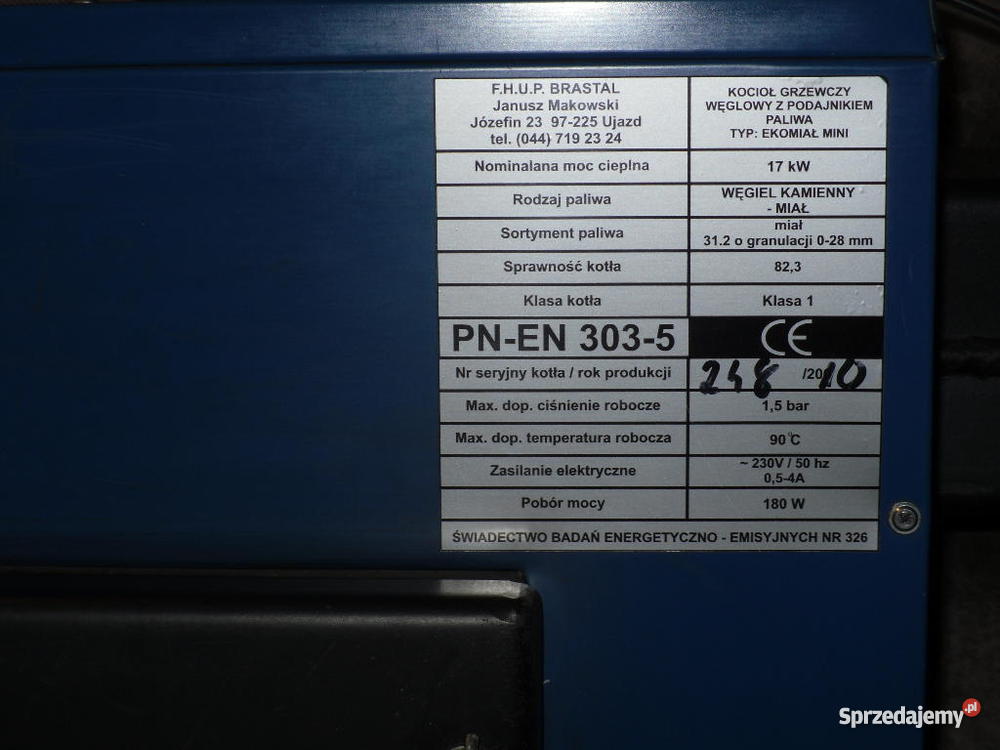 F.H.U.P. BRASTAL
Janusz Makowski
Józefin 23 97-225 Ujazd
tel. (044) 719 23 24
KOCIOŁ GRZEWCZY
WĘGLOWY Z PODAJNIKIEM
PALIWA
TYP: EKOMIAŁ MINI
Nominalana moc cieplna
17 kW
Rodzaj paliwa
WĘGIEL KAMIENNY
- MIAŁ
Sortyment paliwa
miał
31.2 o granulacji 0-28 mm
Sprawność kotła
82,3
Klasa kotła
Klasa 1
PN-EN 303-5
CE
Nr seryjny kotła / rok produkcji
248 /2010
Max. dop. ciśnienie robocze
1,5 bar
Max. dop. temperatura robocza
90°C
Zasilanie elektryczne
~ 230V / 50 hz
0,5-4A
Pobór mocy
180 W
ŚWIADECTWO BADAŃ ENERGETYCZNO - EMISYJNYCH NR 326
Sprzedajemy.pl